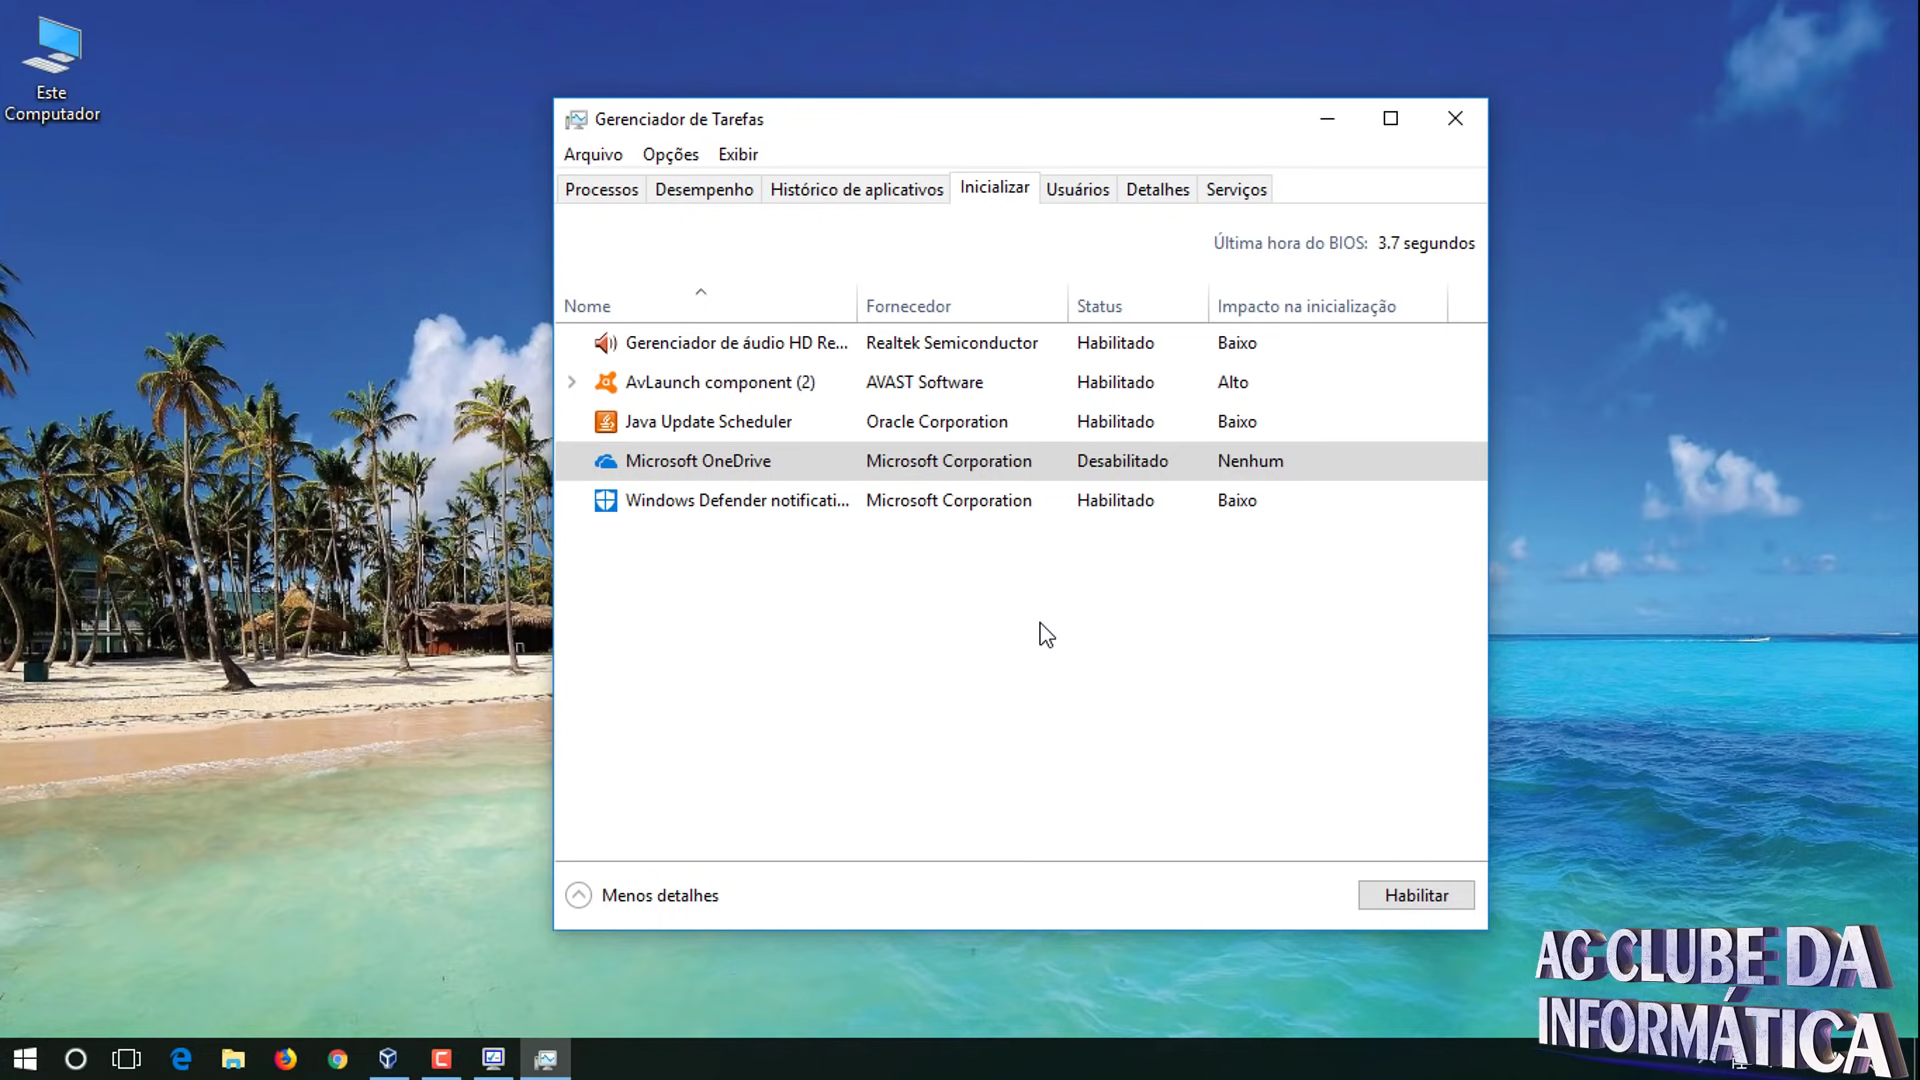 Este
Computador
Gerenciador de Tarefas
Arquivo Opções Exibir
Processos Desempenho Histórico de aplicativos Inicializar Usuários Detalhes Serviços
Última hora do BIOS: 3.7 segundos
Nome Fornecedor Status Impacto na inicialização
Gerenciador de áudio HD Re... Realtek Semiconductor Habilitado Baixo
AvLaunch component (2) AVAST Software Habilitado Alto
Java Update Scheduler Oracle Corporation Habilitado Baixo
Microsoft OneDrive Microsoft Corporation Desabilitado Nenhum
Windows Defender notificati... Microsoft Corporation Habilitado Baixo
Menos detalhes Habilitar
AG CLUBE DA
INFORMÁTICA